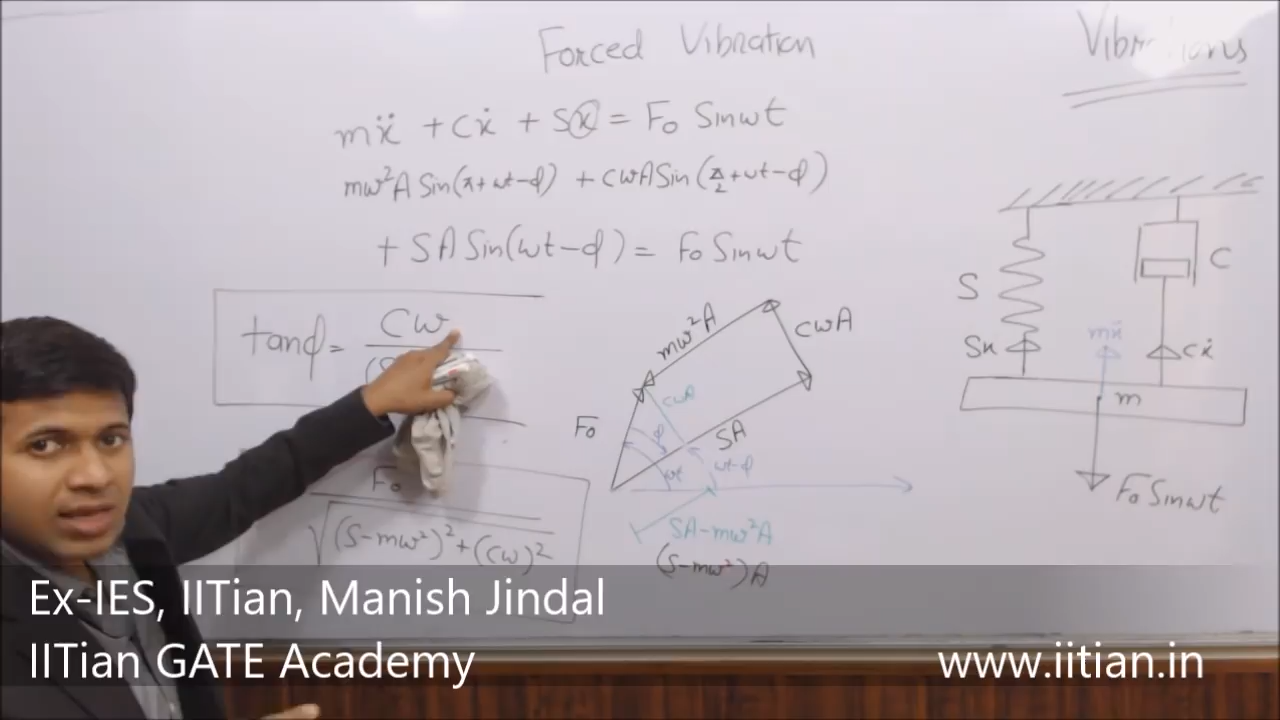 Forced Vibration
mẍ + cẋ + Sx = F₀ Sinωt
mω²A Sin(π+ωt-φ) + cωA Sin(π/2+ωt-φ)
+ SA Sin(ωt-φ) = F₀ Sinωt
tanφ = cω
(S
F₀
√(S-mω²)²+(cω)²
mω²A
cωA
cωA
F₀
φ
SA
ωt
ωt-φ
SA-mω²A
(S-mω²)A
S
C
mẍ
Sx
cẋ
m
F₀ Sinωt
Ex-IES, IITian, Manish Jindal
IITian GATE Academy
www.iitian.in